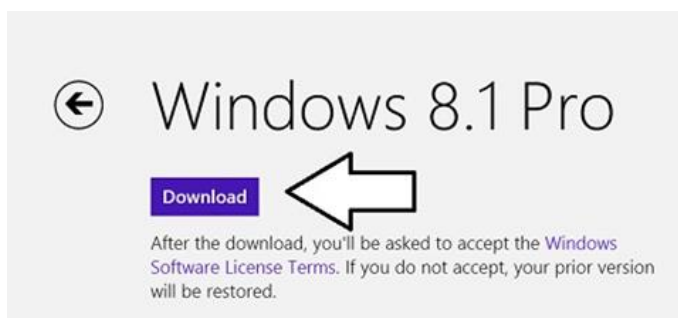 Windows 8.1 Pro
Download
After the download, you'll be asked to accept the Windows
Software License Terms. If you do not accept, your prior version
will be restored.